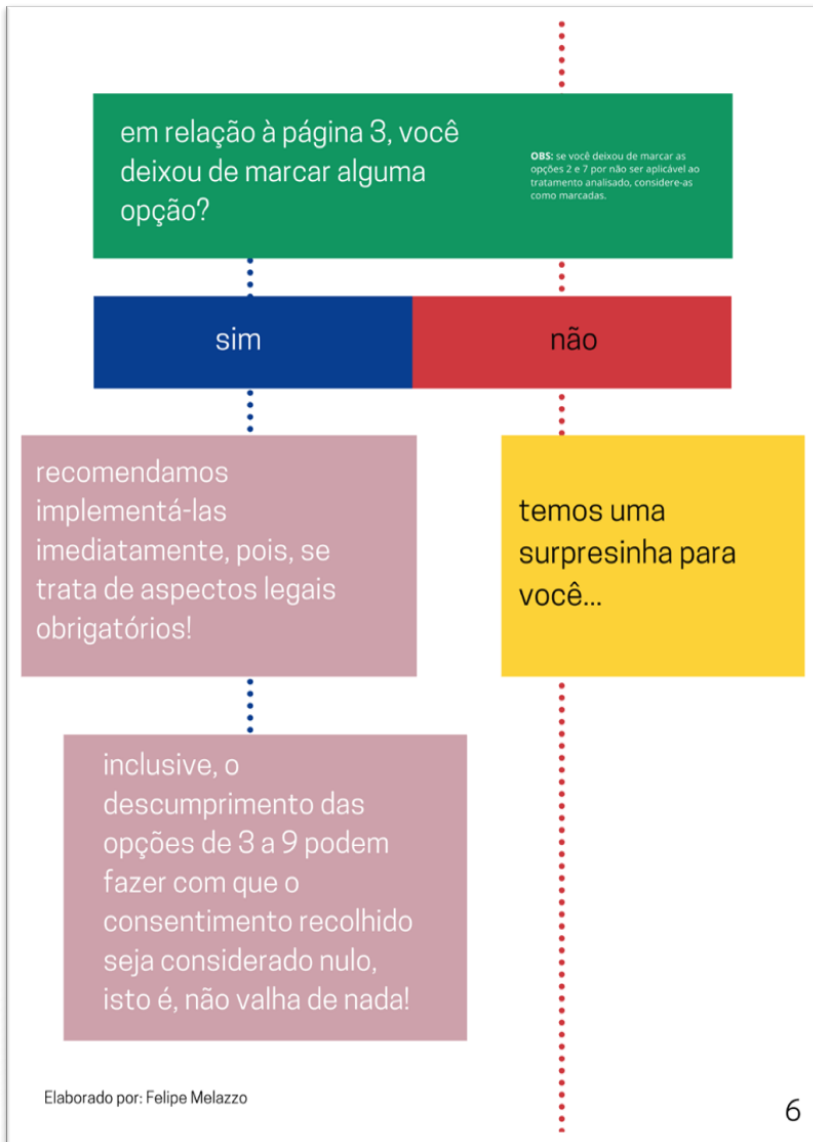 em relação à página 3, você
deixou de marcar alguma
opção?
OBS: se você deixou de marcar as
opções 2 e 7 por não ser aplicável ao
tratamento analisado, considere-as
como marcadas.
sim
não
recomendamos
implementá-las
imediatamente, pois, se
trata de aspectos legais
obrigatórios!
temos uma
surpresinha para
você...
inclusive, o
descumprimento das
opções de 3 a 9 podem
fazer com que o
consentimento recolhido
seja considerado nulo,
isto é, não valha de nada!
Elaborado por: Felipe Melazzo
6